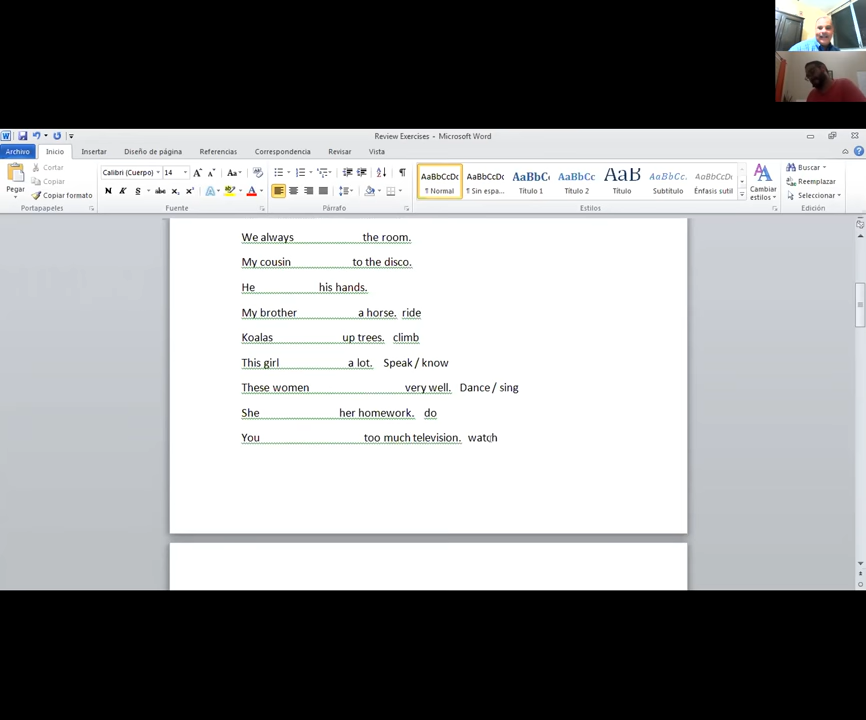 Review Exercises - Microsoft Word
Archivo Inicio Insertar Diseño de página Referencias Correspondencia Revisar Vista
Cortar
Copiar
Copiar formato
Pegar
Portapapeles
Calibri (Cuerpo) 14
Fuente
Párrafo
AaBbCcDc AaBbCcDc AaBbC AaBbCc AaB AaBbCc. AaBbCcDc
¶ Normal ¶ Sin espa... Título 1 Título 2 Título Subtítulo Énfasis sutil
Cambiar estilos
Estilos
Buscar
Reemplazar
Seleccionar
Edición
We always the room.
My cousin to the disco.
He his hands.
My brother a horse. ride
Koalas up trees. climb
This girl a lot. Speak / know
These women very well. Dance / sing
She her homework. do
You too much television. watch